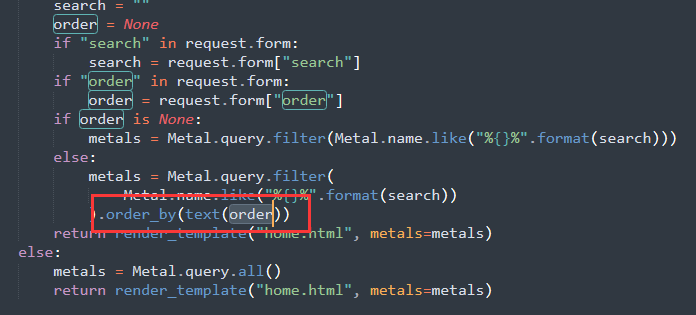 search = ""
order = None
if "search" in request.form:
search = request.form["search"]
if "order" in request.form:
order = request.form["order"]
if order is None:
metals = Metal.query.filter(Metal.name.like("%{}%".format(search)))
else:
metals = Metal.query.filter(
Metal.name.like("%{}%".format(search))
).order_by(text(order))
return render_template("home.html", metals=metals)
else:
metals = Metal.query.all()
return render_template("home.html", metals=metals)